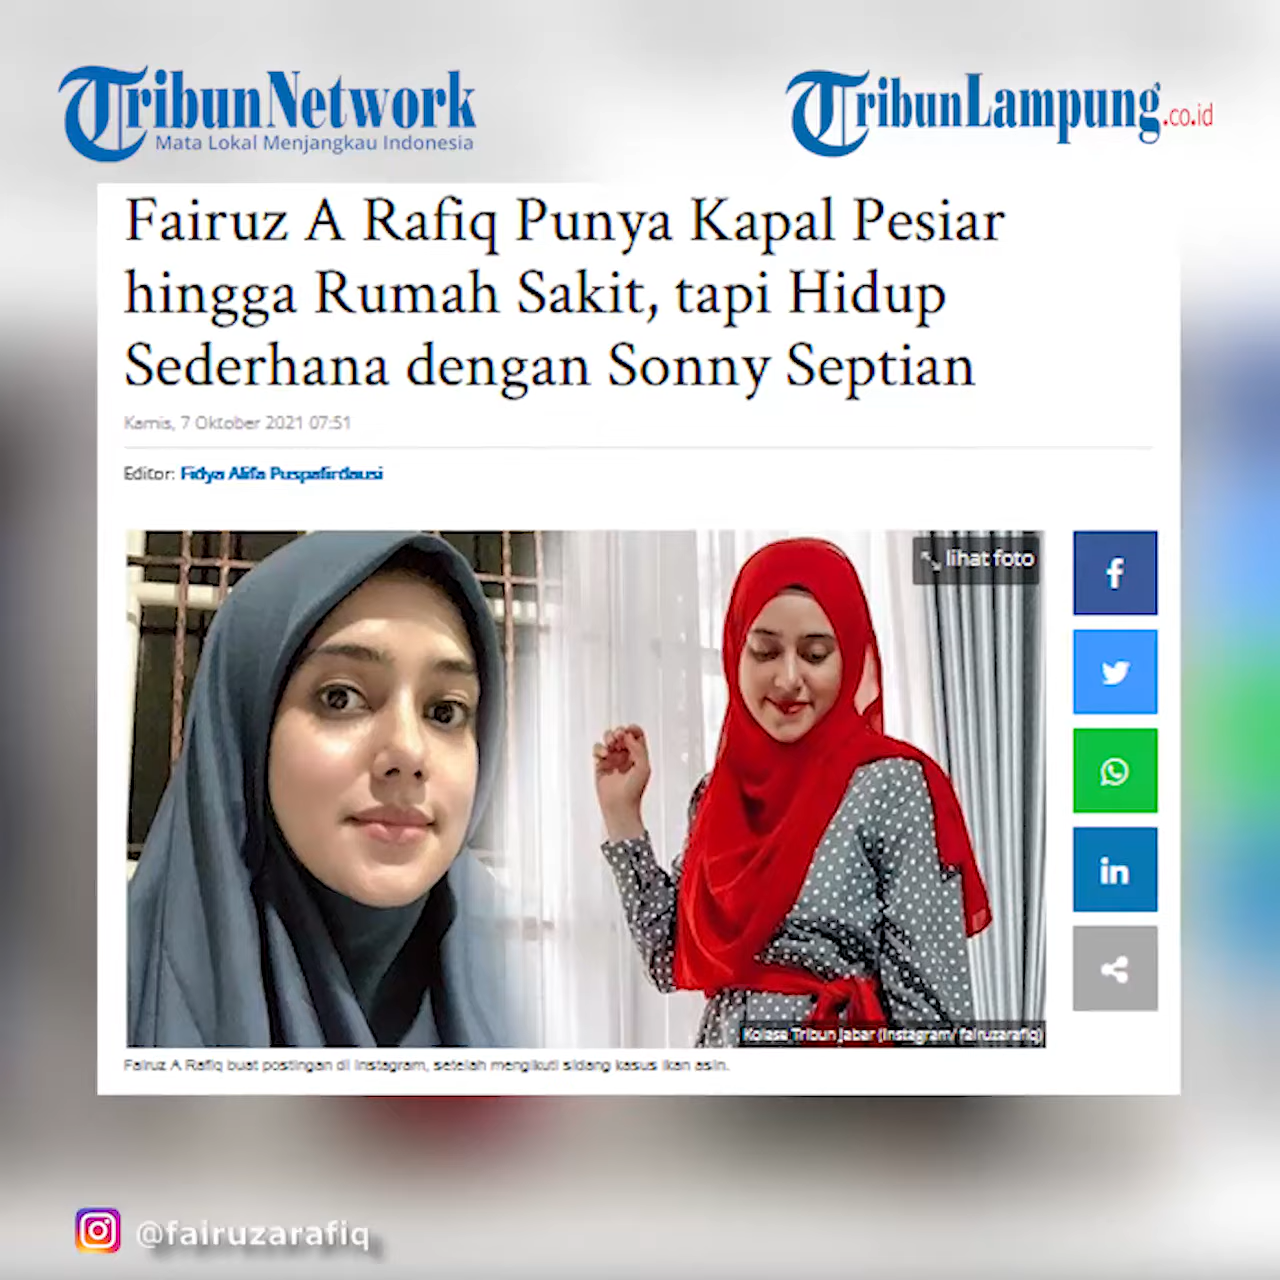 TribunNetwork
Mata Lokal Menjangkau Indonesia
TribunLampung.co.id
Fairuz A Rafiq Punya Kapal Pesiar
hingga Rumah Sakit, tapi Hidup
Sederhana dengan Sonny Septian
Kamis, 7 Oktober 2021 07:51
Editor: Fidya Alifa Puspafirdausi
lihat foto
Kolase Tribun Jabar (Instagram/ fairuzarafiq)
Fairuz A Rafiq buat postingan di Instagram, setelah mengikuti sidang kasus ikan asin.
@fairuzarafiq